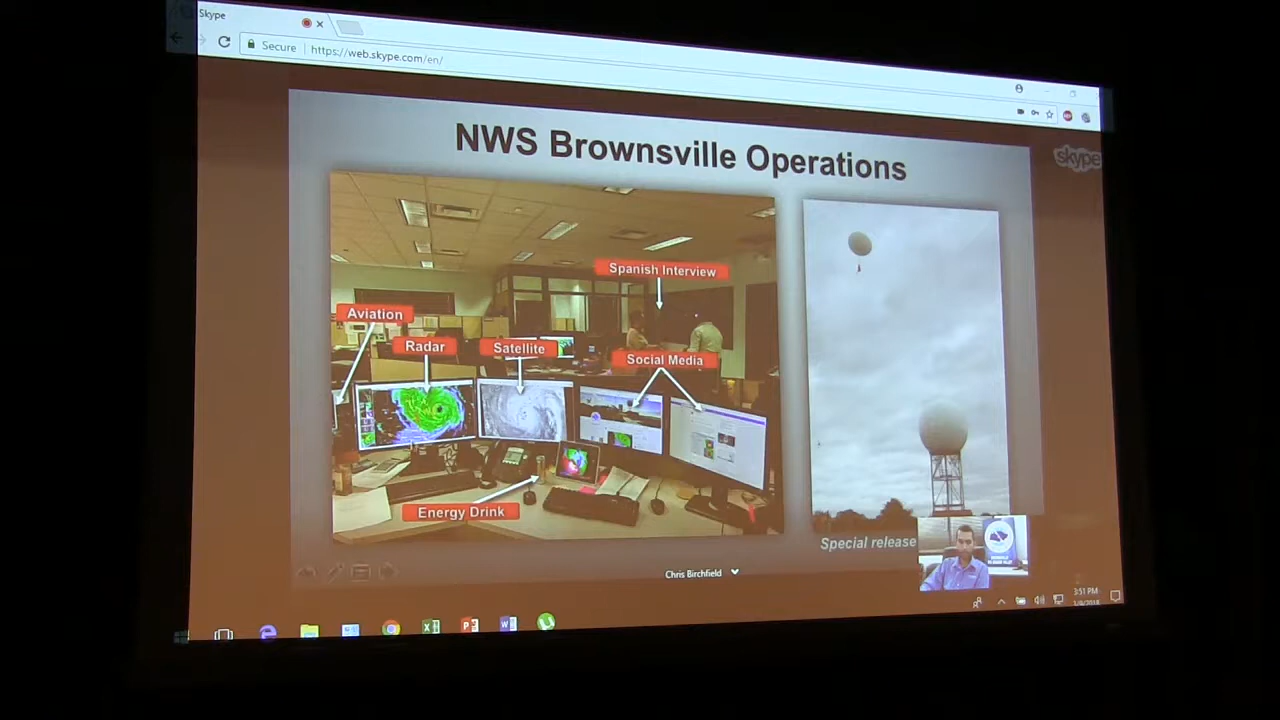 Skype
Secure
https://web.skype.com/en/
NWS Brownsville Operations
skype
Spanish Interview
Aviation
Radar
Satellite
Social Media
Energy Drink
Special release
Chris Birchfield
3:51 PM